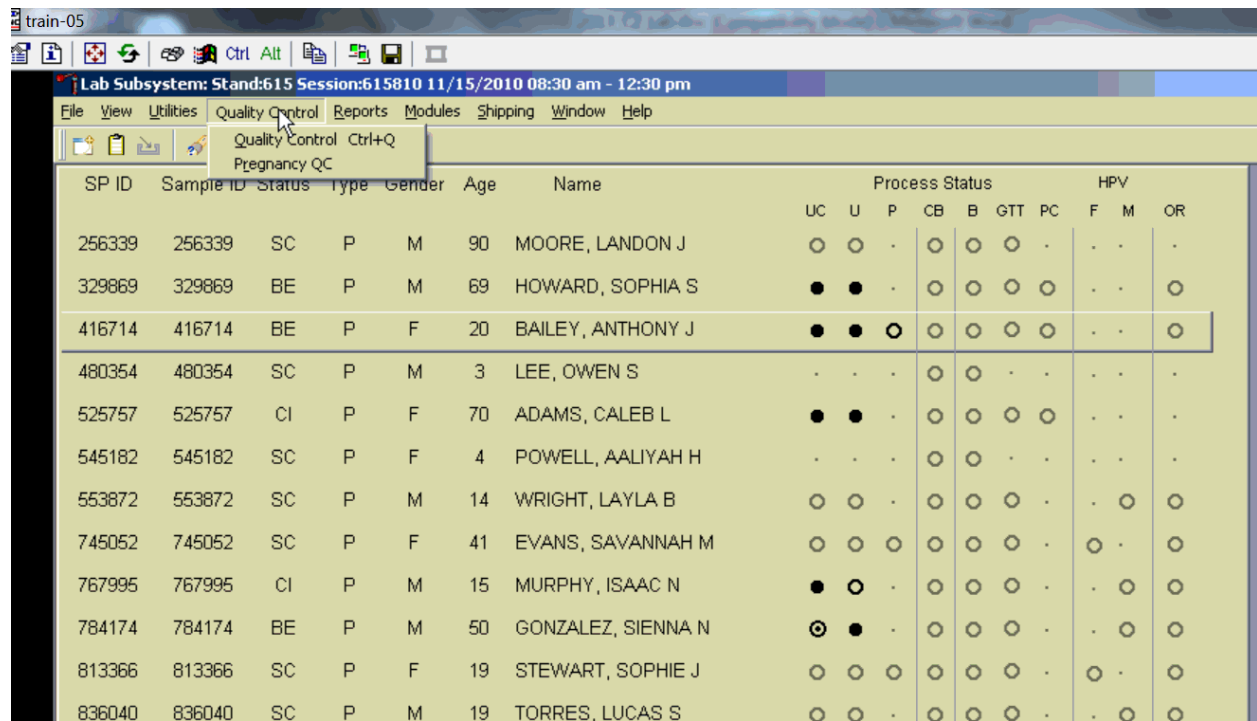 train-05
Ctrl Alt
Lab Subsystem: Stand:615 Session:615810 11/15/2010 08:30 am - 12:30 pm
File View Utilities Quality Control Reports Modules Shipping Window Help
Quality Control Ctrl+Q
Pregnancy QC
SP ID Sample ID Status Type Gender Age Name Process Status HPV
UC U P CB B GTT PC F M OR
256339 256339 SC P M 90 MOORE, LANDON J
329869 329869 BE P M 69 HOWARD, SOPHIA S
416714 416714 BE P F 20 BAILEY, ANTHONY J
480354 480354 SC P M 3 LEE, OWEN S
525757 525757 CI P F 70 ADAMS, CALEB L
545182 545182 SC P F 4 POWELL, AALIYAH H
553872 553872 SC P M 14 WRIGHT, LAYLA B
745052 745052 SC P F 41 EVANS, SAVANNAH M
767995 767995 CI P M 15 MURPHY, ISAAC N
784174 784174 BE P M 50 GONZALEZ, SIENNA N
813366 813366 SC P F 19 STEWART, SOPHIE J
836040 836040 SC P M 19 TORRES, LUCAS S